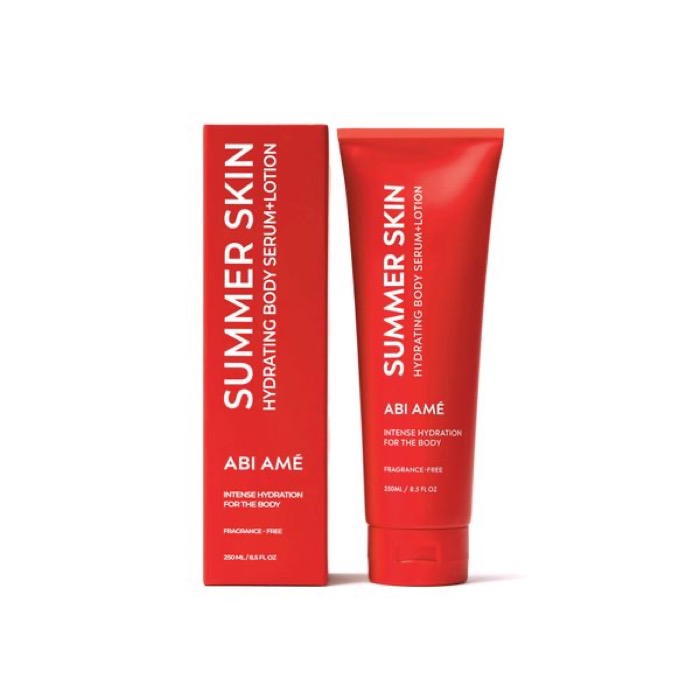 SUMMER SKIN
HYDRATING BODY SERUM+LOTION
ABI AMÉ
INTENSE HYDRATION
FOR THE BODY
FRAGRANCE - FREE
250 ML / 8.5 FL OZ
SUMMER SKIN
HYDRATING BODY SERUM+LOTION
ABI AMÉ
INTENSE HYDRATION
FOR THE BODY
FRAGRANCE-FREE
250ML / 8.5 FL OZ